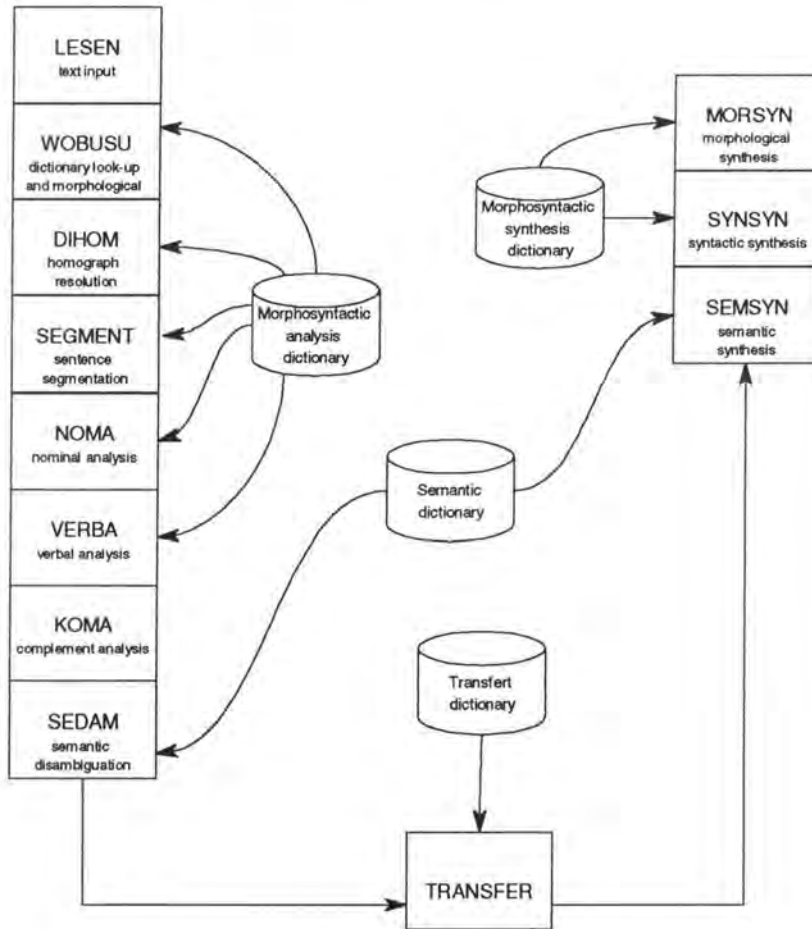 LESEN
text input
WOBUSU
dictionary look-up
and morphological
DIHOM
homograph
resolution
SEGMENT
sentence
segmentation
NOMA
nominal analysis
VERBA
verbal analysis
KOMA
complement analysis
SEDAM
semantic
disambiguation
Morphosyntactic
analysis
dictionary
Semantic
dictionary
Transfert
dictionary
TRANSFER
Morphosyntactic
synthesis
dictionary
MORSYN
morphological
synthesis
SYNSYN
syntactic synthesis
SEMSYN
semantic
synthesis